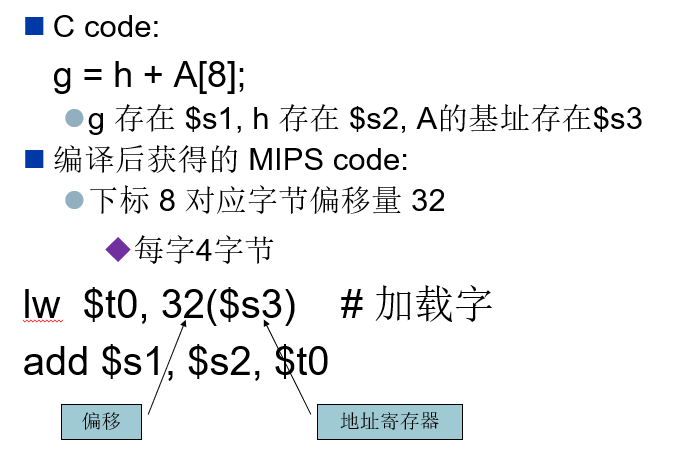 C code:
g = h + A[8];
g 存在 $s1, h 存在 $s2, A的基址存在$s3
编译后获得的 MIPS code:
下标 8 对应字节偏移量 32
每字4字节
lw $t0, 32($s3) # 加载字
add $s1, $s2, $t0
偏移 地址寄存器